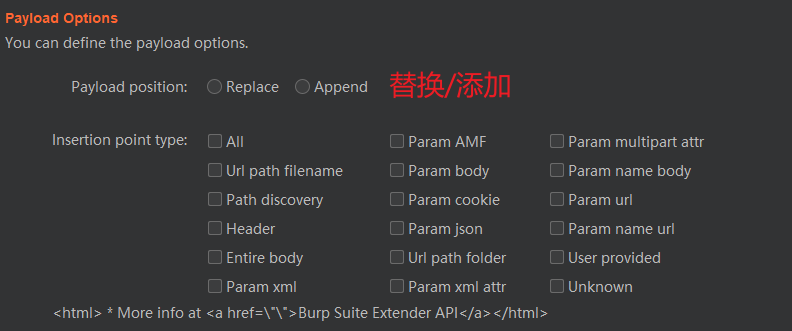 Payload Options
You can define the payload options.
Payload position: Replace Append 替换/添加
Insertion point type: All Param AMF Param multipart attr
Url path filename Param body Param name body
Path discovery Param cookie Param url
Header Param json Param name url
Entire body Url path folder User provided
Param xml Param xml attr Unknown
<html> * More info at <a href=\"\">Burp Suite Extender API</a></html>